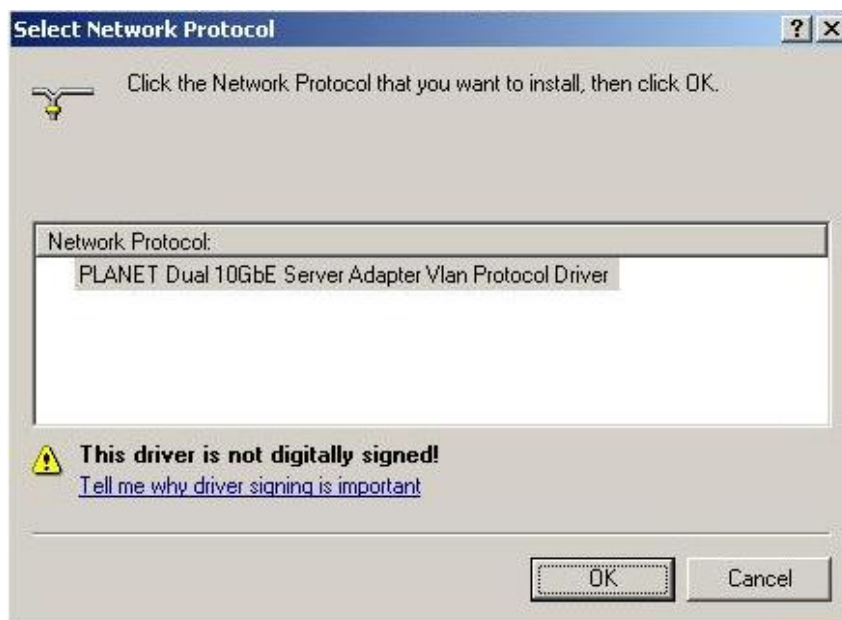 Select Network Protocol
Click the Network Protocol that you want to install, then click OK.
Network Protocol:
PLANET Dual 10GbE Server Adapter Vlan Protocol Driver
This driver is not digitally signed!
Tell me why driver signing is important
OK
Cancel